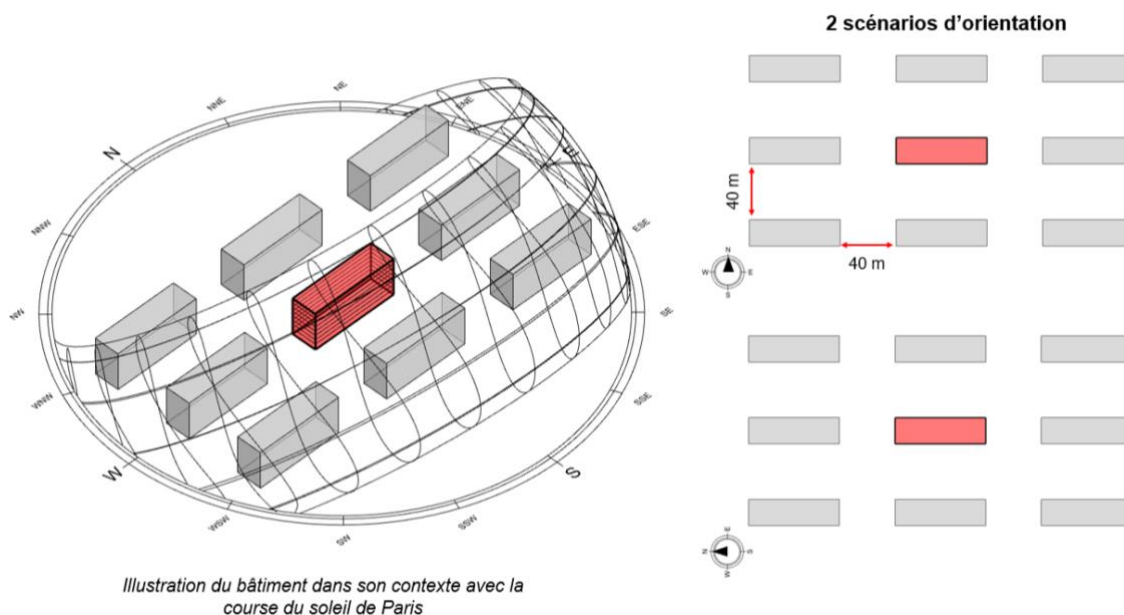 2 scénarios d’orientation
NE
NNE
ENE
N
E
NNW
ESE
NW
SE
WNW
SSE
W
S
WSW
SSW
SW
40 m
40 m
N
W E
S
E
N S
W
Illustration du bâtiment dans son contexte avec la
course du soleil de Paris